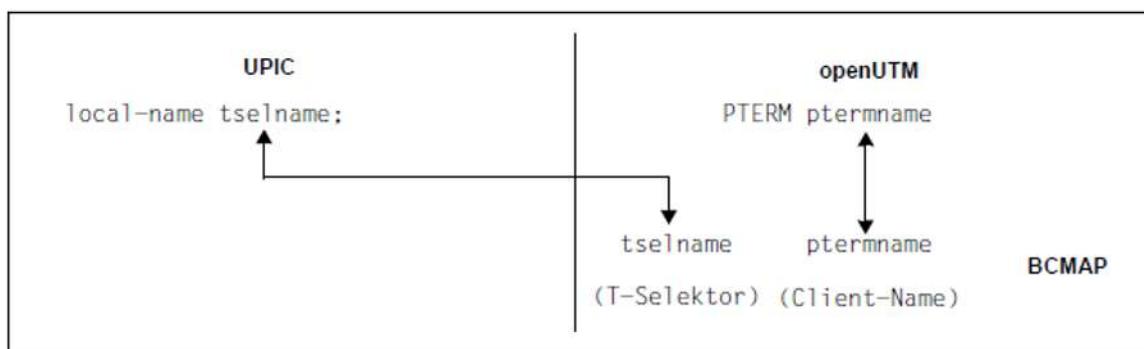 UPIC
local-name tselname;
openUTM
PTERM ptermname
tselname ptermname
BCMAP
(T-Selektor) (Client-Name)